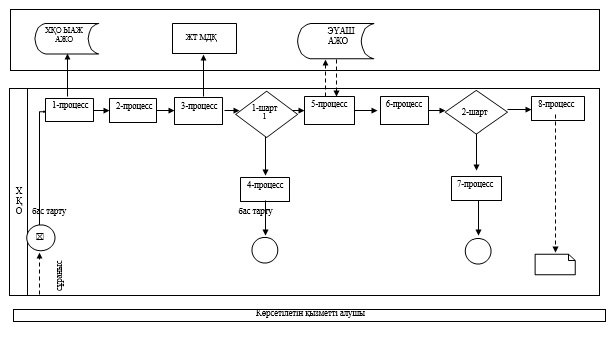 ХҚО ЫАЖ
АЖО
ЖТ МДҚ
ЭҮАШ
АЖО
1-процесс
2-процесс
3-процесс
1-шарт
1
5-процесс
6-процесс
2-шарт
8-процесс
Х
Қ
О
4-процесс
7-процесс
бас тарту
бас тарту
сұраныс
Көрсетілетін қызметті алушы